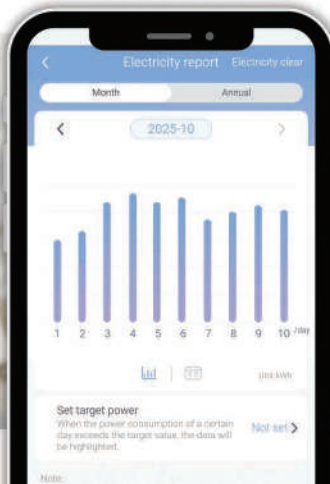 Electricity report Electricity clear
Month Annual
2025-10
1 2 3 4 5 6 7 8 9 10 /day
Unit:kWh
Set target power
When the power consumption of a certain
day exceeds the target value, the data will
be highlighted.
Not set
Note: